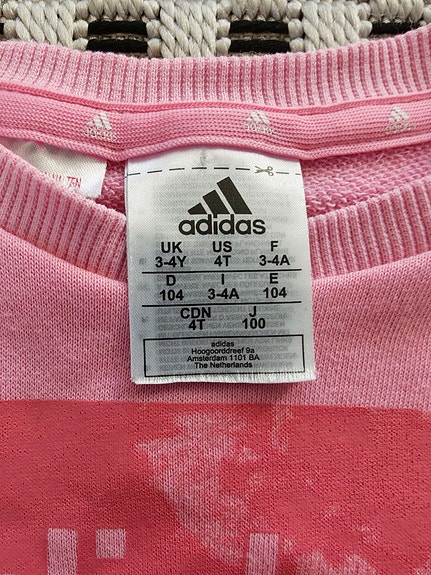 adidas
UK US F
3-4Y 4T 3-4A
D I E
104 3-4A 104
CDN J
4T 100
adidas
Hoogoorddreef 9a
Amsterdam 1101 BA
The Netherlands